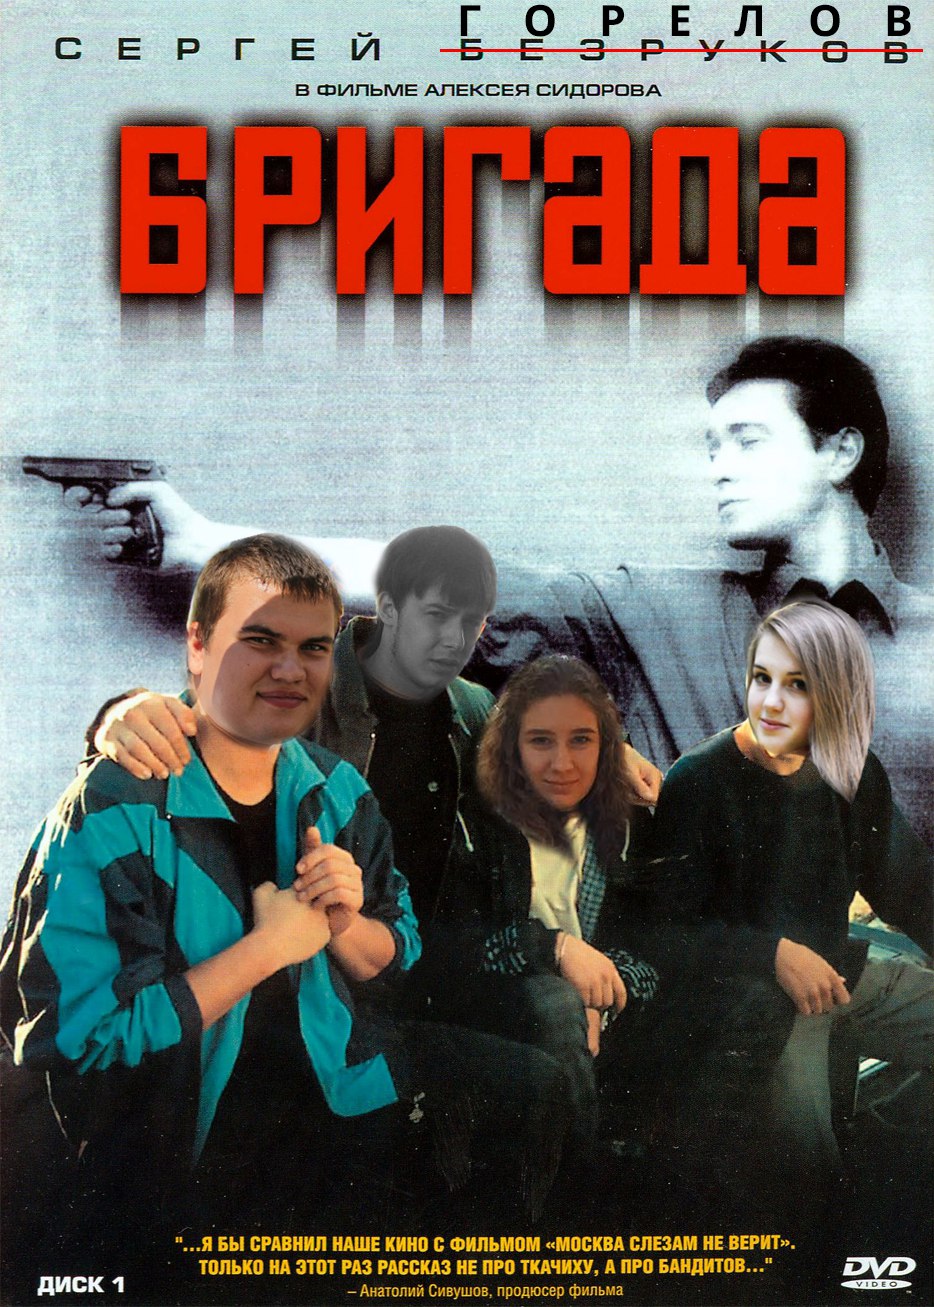 ГОРЕЛОВ
СЕРГЕЙ БЕЗРУКОВ
В ФИЛЬМЕ АЛЕКСЕЯ СИДОРОВА
БРИГАДА
"...Я БЫ СРАВНИЛ НАШЕ КИНО С ФИЛЬМОМ «МОСКВА СЛЕЗАМ НЕ ВЕРИТ».
ТОЛЬКО НА ЭТОТ РАЗ РАССКАЗ НЕ ПРО ТКАЧИХУ, А ПРО БАНДИТОВ..."
– Анатолий Сивушов, продюсер фильма
ДИСК 1
DVD
VIDEO